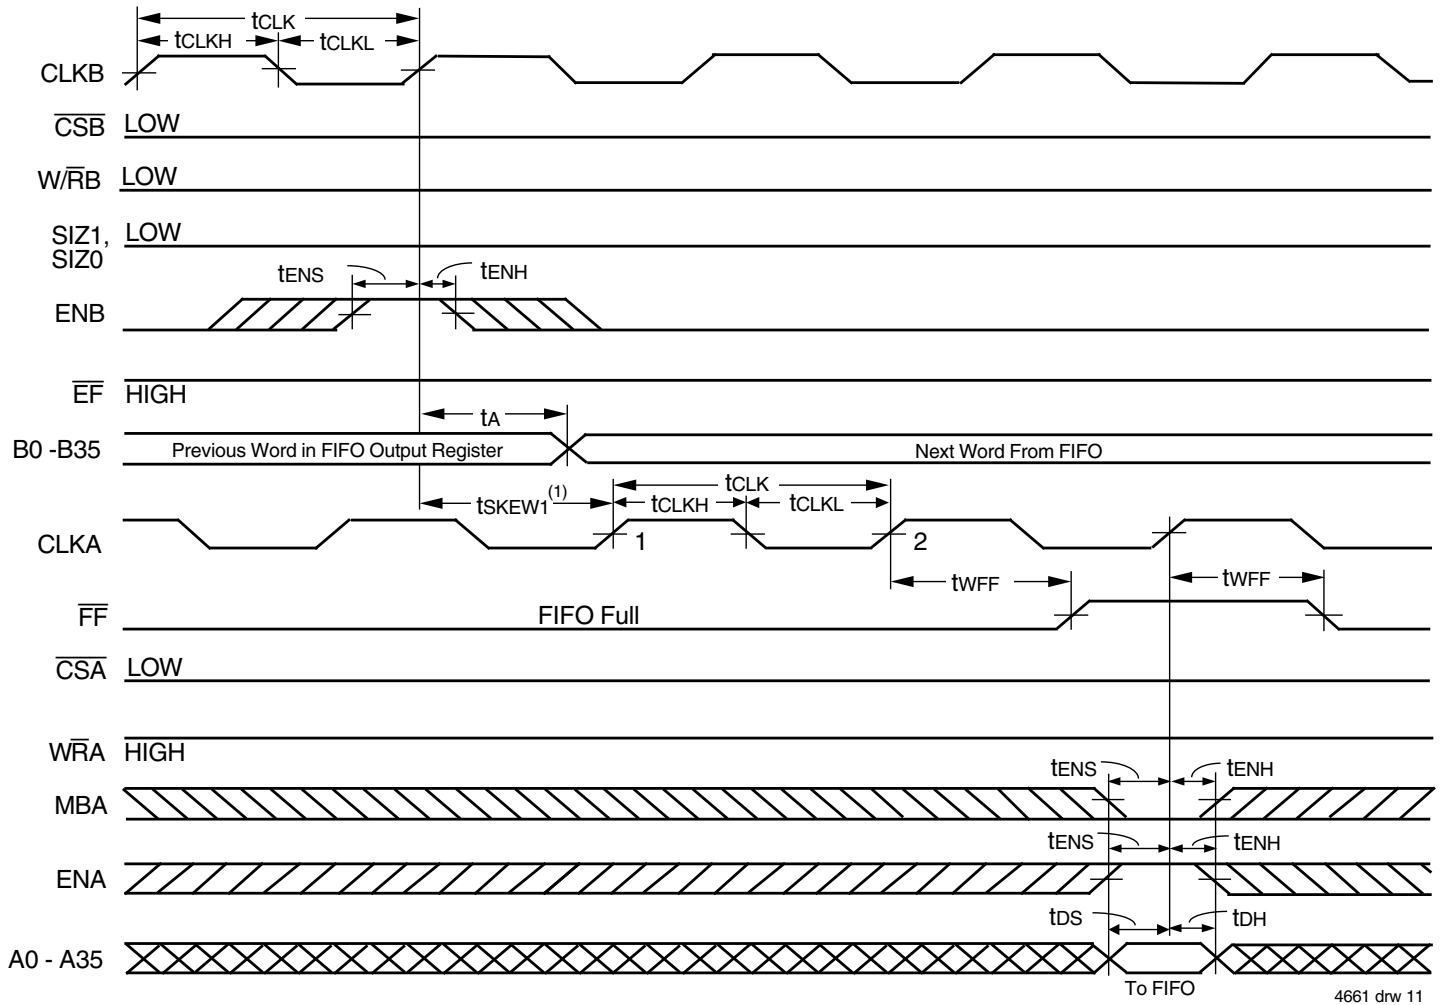 tCLK
tCLKH tCLKL
CLKB
CSB LOW
W/RB LOW
SIZ1, SIZ0 LOW
tENS tENH
ENB
EF HIGH
tA
B0 -B35 Previous Word in FIFO Output Register Next Word From FIFO
tCLK
tSKEW1(1) tCLKH tCLKL
CLKA 1 2
tWFF tWFF
FF FIFO Full
CSA LOW
WRA HIGH
tENS tENH
MBA
tENS tENH
ENA
tDS tDH
A0 - A35
To FIFO
4661 drw 11